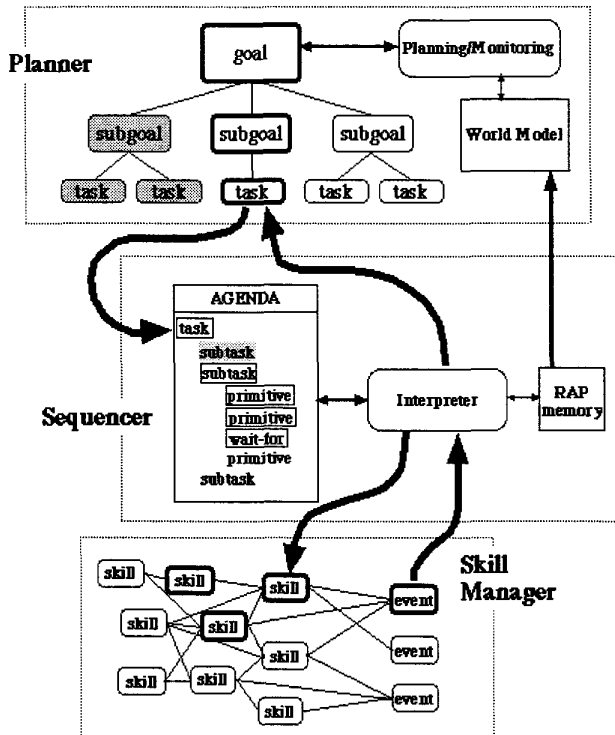 goal
Planning/Monitoring
Planner
subgoal
subgoal
subgoal
World Model
task
task
task
task
task
AGENDA
task
subtask
subtask
primitive
primitive
wait-for
primitive
subtask
Sequencer
Interpreter
RAP
memory
Skill
Manager
skill
skill
skill
event
skill
skill
skill
event
skill
skill
event
skill